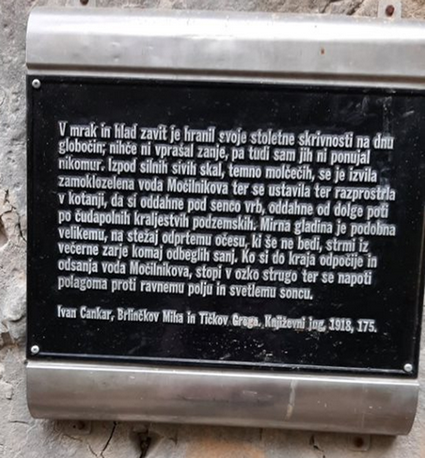 V mrak in hlad zavit je hranil svoje stoletne skrivnosti na dnu
globočin; nihče ni vprašal zanje, pa tudi sam jih ni ponujal
nikomur. Izpod silnih sivih skal, temno molčečih, se je izvila
zamolklozelena voda Močilnikova ter se ustavila ter razprostrla
v kotanji, da si oddahne pod senco vrb, oddahne od dolge poti
po čudapolnih kraljestvih podzemskih. Mirna gladina je podobna
velikemu, na stežaj odprtemu očesu, ki še ne bedi, strmi iz
večerne zarje komaj odbeglih sanj. Ko si do kraja odpočije in
odsanja voda Močilnikova, stopi v ozko strugo ter se napoti
polagoma proti ravnemu polju in svetlemu soncu.
Ivan Cankar, Brlinčkov Miha in Tičkov Grega. Književni jug, 1918, 175.